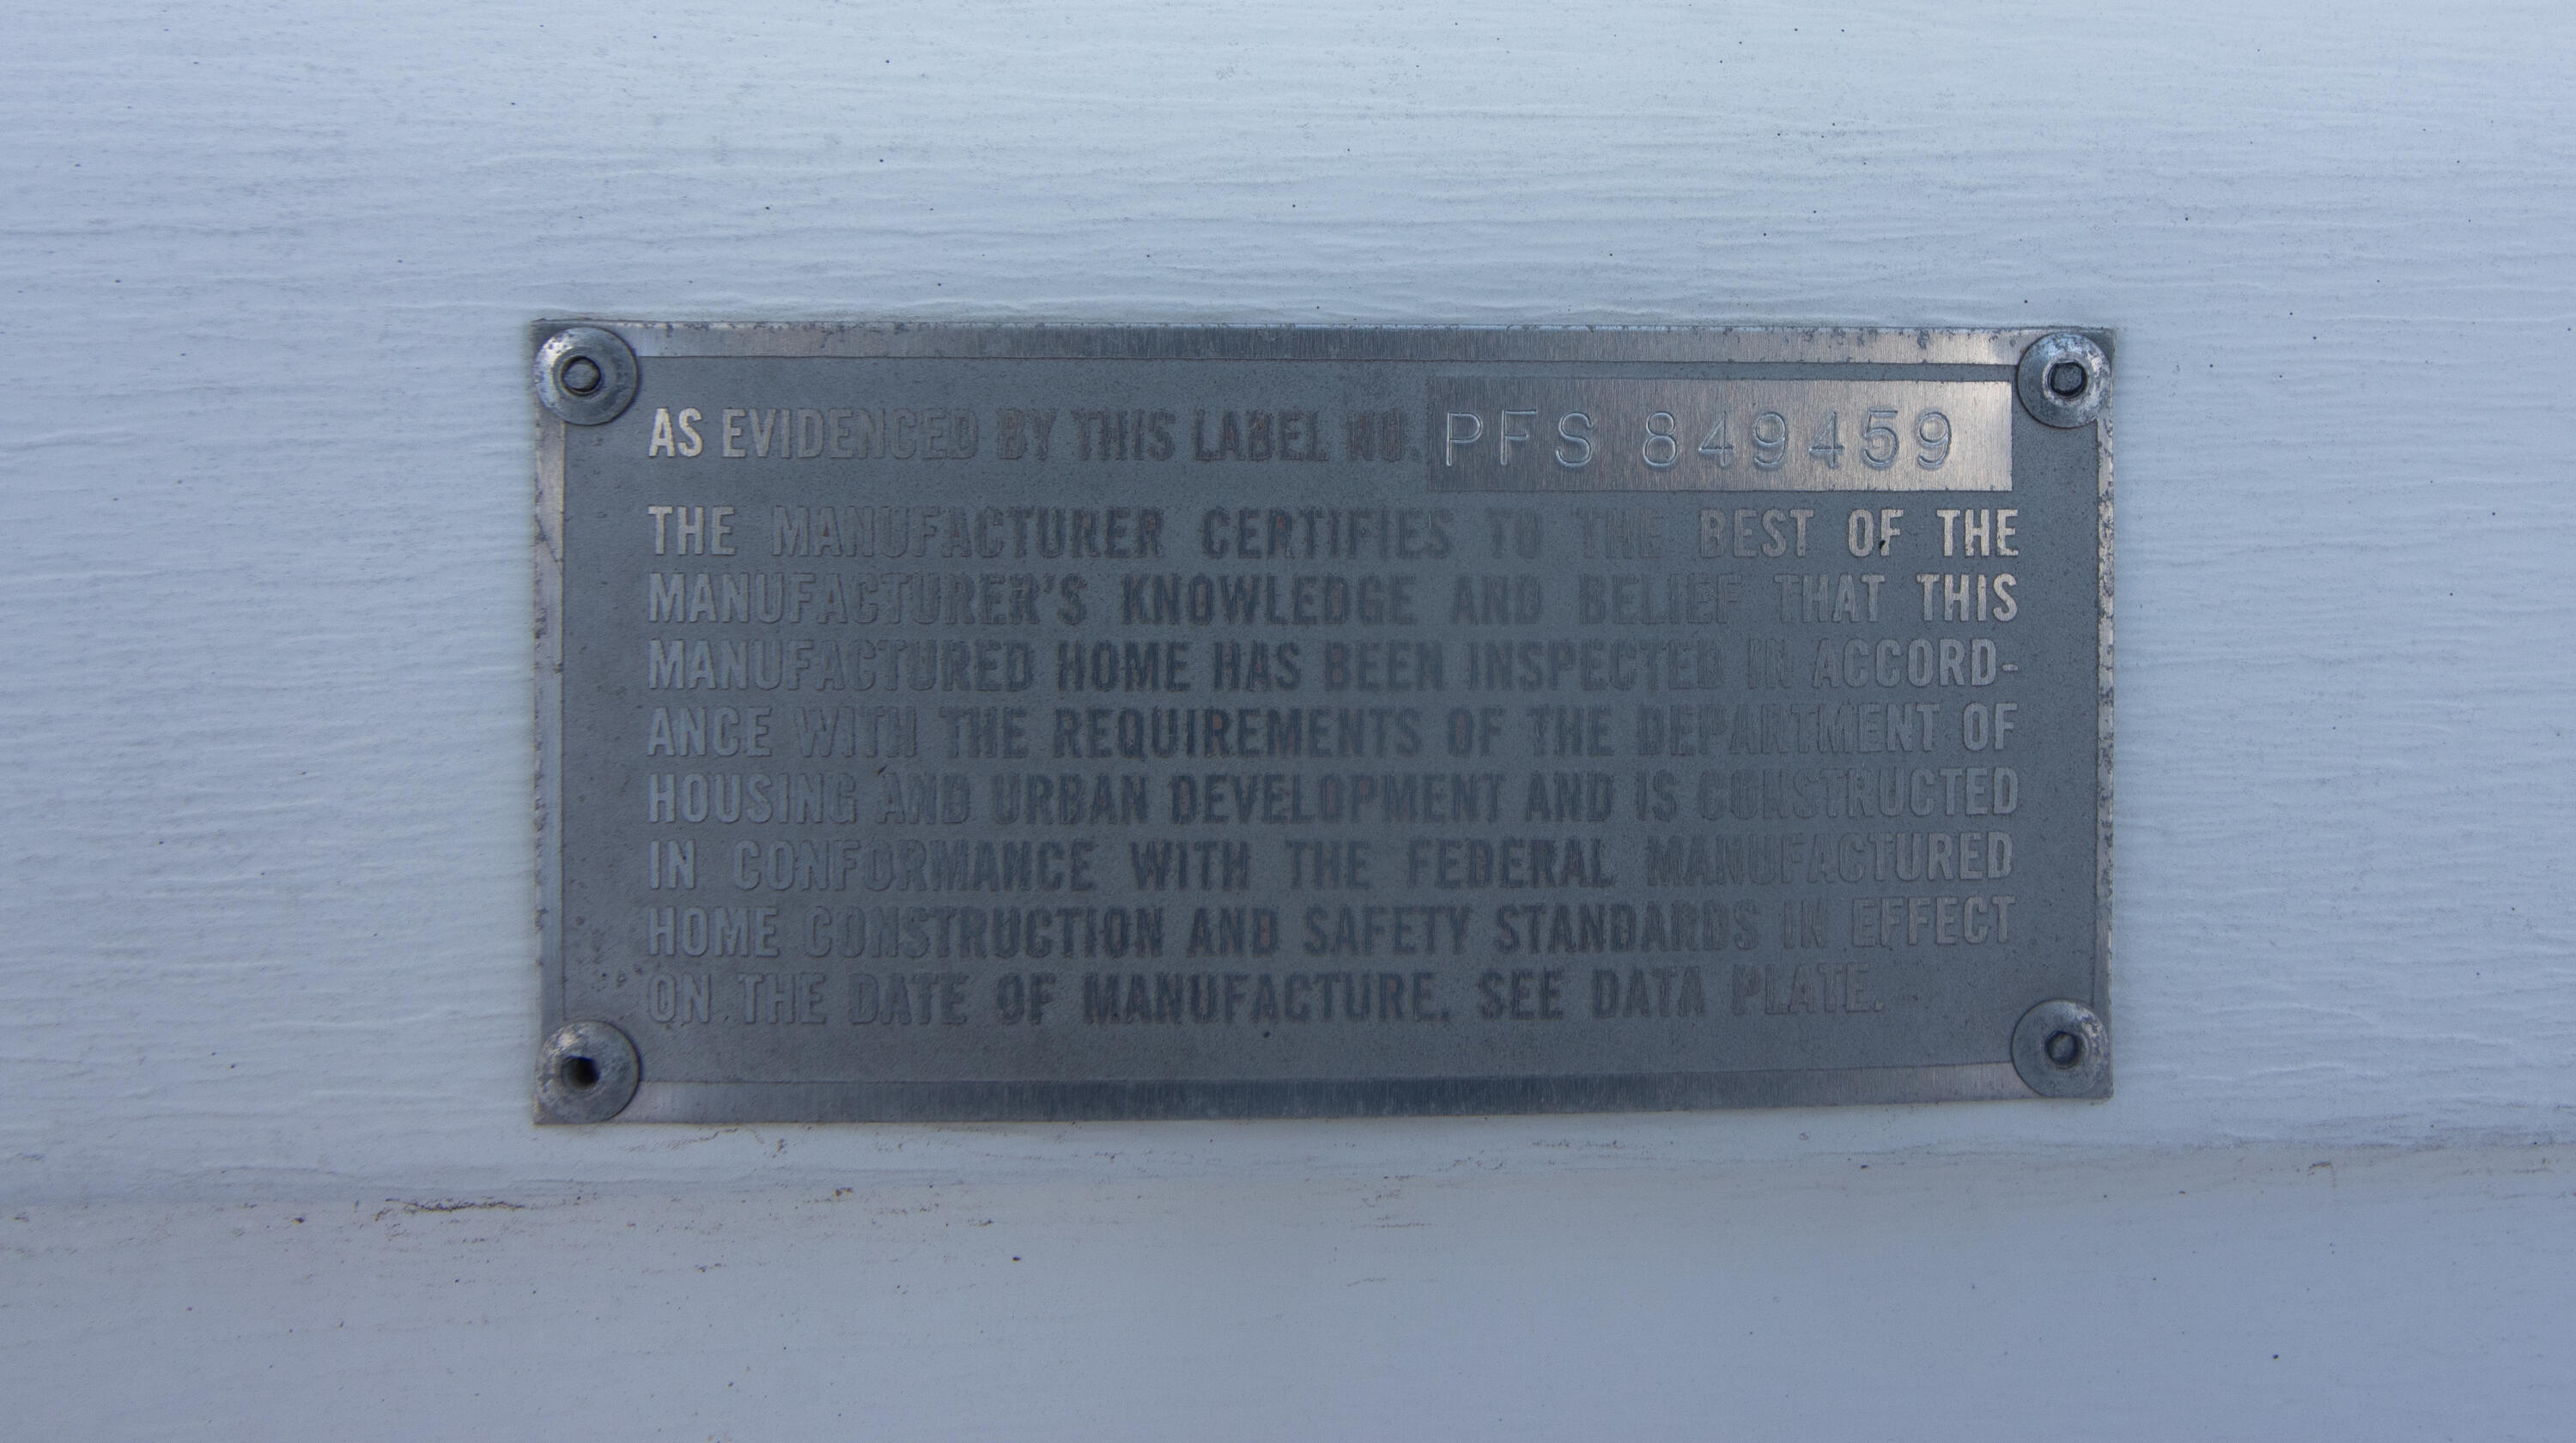 AS EVIDENCED BY THIS LABEL NO. PFS 849459
THE MANUFACTURER CERTIFIES TO THE BEST OF THE
MANUFACTURER'S KNOWLEDGE AND BELIEF THAT THIS
MANUFACTURED HOME HAS BEEN INSPECTED IN ACCORD-
ANCE WITH THE REQUIREMENTS OF THE DEPARTMENT OF
HOUSING AND URBAN DEVELOPMENT AND IS CONSTRUCTED
IN CONFORMANCE WITH THE FEDERAL MANUFACTURED
HOME CONSTRUCTION AND SAFETY STANDARDS IN EFFECT
ON THE DATE OF MANUFACTURE. SEE DATA PLATE.